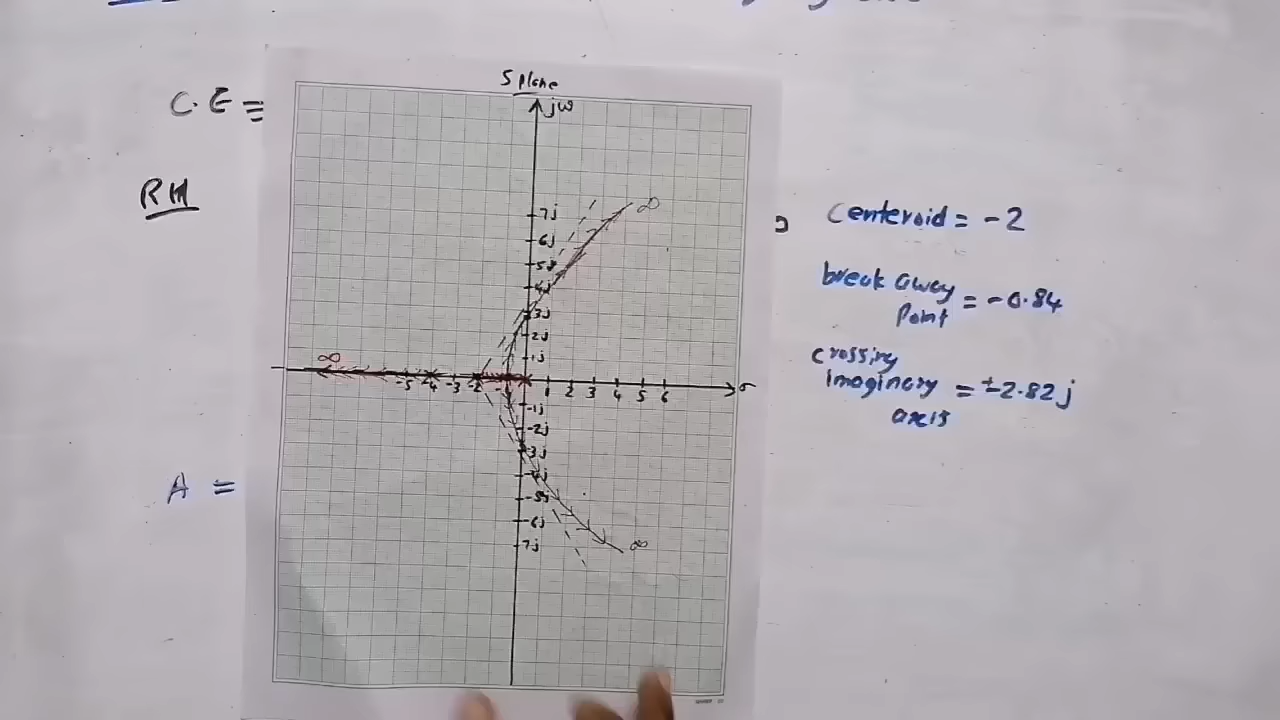 S plane
jω
C.E =
RH
7j
∞
6j
5j
4j
3j
2j
1j
∞
-5 -4 -3 -2 -1 1 2 3 4 5 6 σ
-1j
-2j
-3j
-4j
-5j
-6j
7j
∞
A =
Centeroid = -2
break away
Point = -0.84
crossing
imaginary = ±2.82j
axis